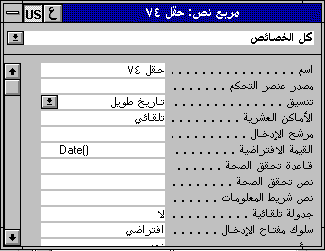 مربع نص: حقل ٧٤
US ع
كل الخصائص
اسم . . . . . . . . . . . . . . . . حقل ٧٤
مصدر عنصر التحكم . . . . . . . .
تنسيق . . . . . . . . . . . . . . تاريخ طويل
الأماكن العشرية . . . . . . . . . تلقائي
مرشح الإدخال . . . . . . . . . . .
القيمة الافتراضية . . . . . . . . Date()
قاعدة تحقق الصحة . . . . . . . .
نص تحقق الصحة . . . . . . . . .
نص شريط المعلومات . . . . . . .
جدولة تلقائية . . . . . . . . . . . لا
سلوك مفتاح الإدخال . . . . . . . افتراضي